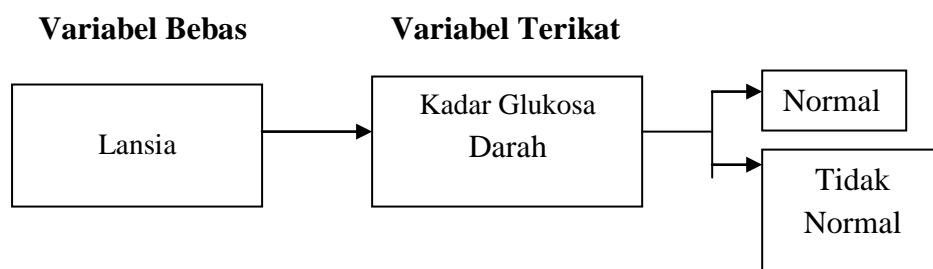 Variabel Bebas
Variabel Terikat
Lansia
Kadar Glukosa
Darah
Normal
Tidak
Normal